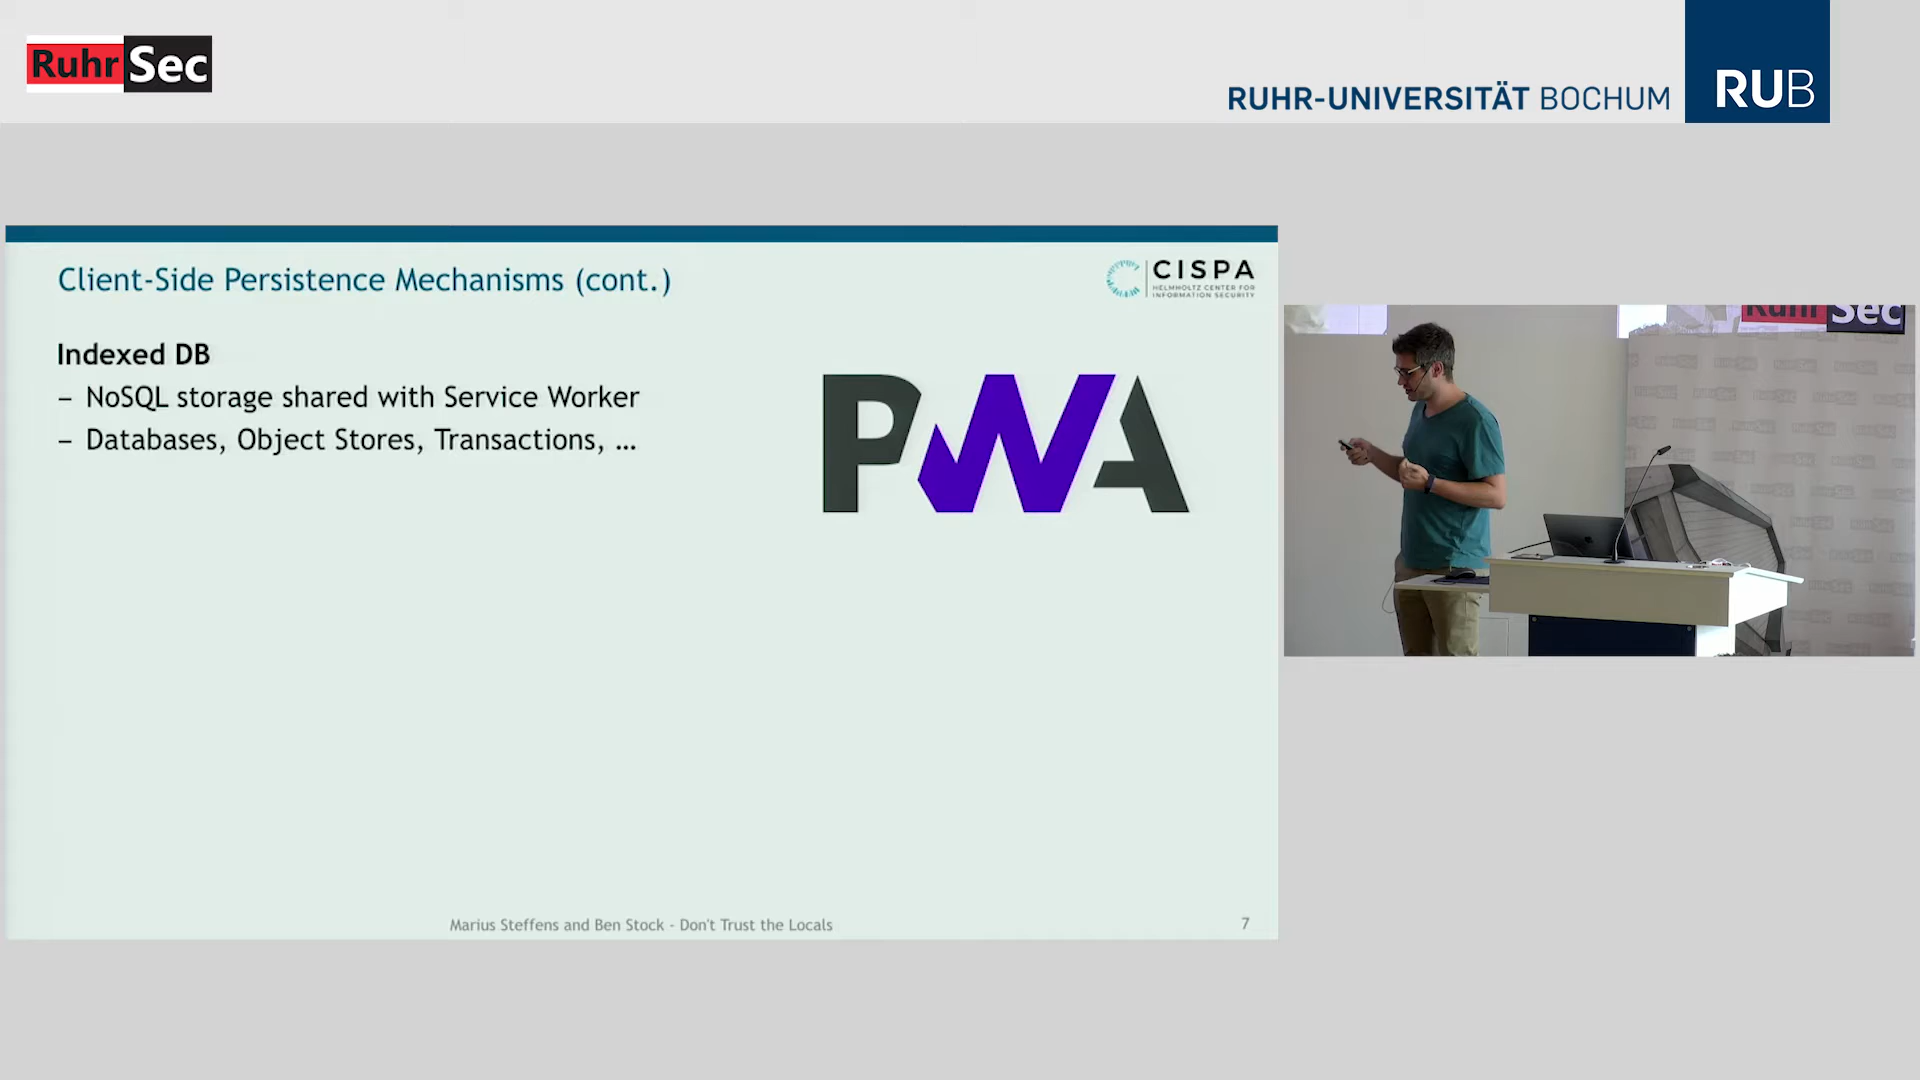 RuhrSec
RUHR-UNIVERSITÄT BOCHUM
RUB
Client-Side Persistence Mechanisms (cont.)
CISPA
HELMHOLTZ CENTER FOR
INFORMATION SECURITY
Indexed DB
– NoSQL storage shared with Service Worker
– Databases, Object Stores, Transactions, ...
PWA
Marius Steffens and Ben Stock - Don't Trust the Locals
7
Ruhr Sec